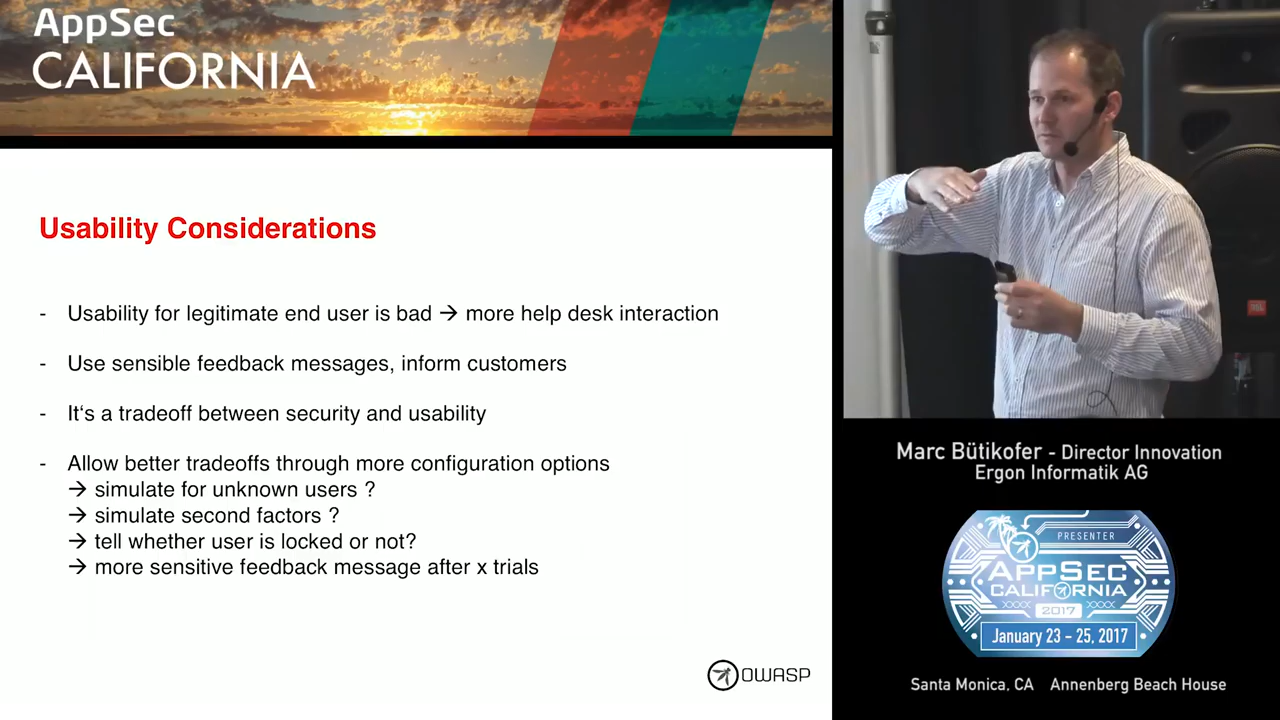 AppSec
CALIFORNIA
Usability Considerations
- Usability for legitimate end user is bad → more help desk interaction
- Use sensible feedback messages, inform customers
- It‘s a tradeoff between security and usability
- Allow better tradeoffs through more configuration options
→ simulate for unknown users ?
→ simulate second factors ?
→ tell whether user is locked or not?
→ more sensitive feedback message after x trials
OWASP
JBL
Marc Bütikofer - Director Innovation
Ergon Informatik AG
PRESENTER
APPSEC
CALIFORNIA
2017
January 23 – 25, 2017
Santa Monica, CA Annenberg Beach House